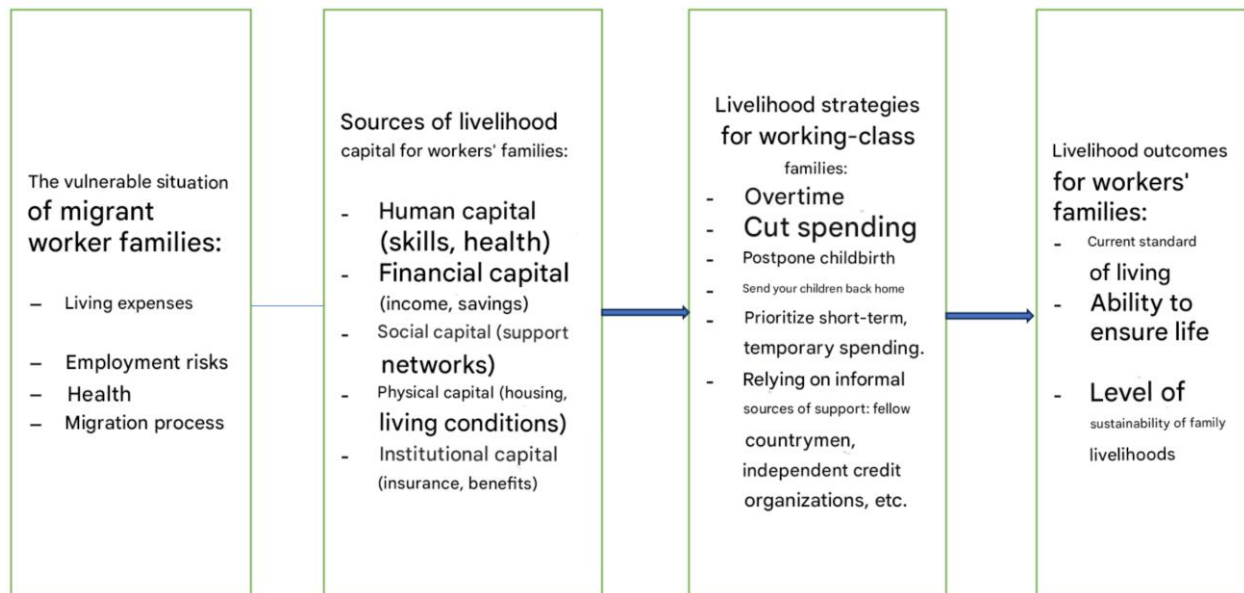 The vulnerable situation
of migrant
worker families:
– Living expenses
– Employment risks
– Health
– Migration process
Sources of livelihood
capital for workers' families:
- Human capital
(skills, health)
- Financial capital
(income, savings)
- Social capital (support
networks)
- Physical capital (housing,
living conditions)
- Institutional capital
(insurance, benefits)
Livelihood strategies
for working-class
families:
- Overtime
- Cut spending
- Postpone childbirth
- Send your children back home
- Prioritize short-term,
temporary spending.
- Relying on informal
sources of support: fellow
countrymen,
independent credit
organizations, etc.
Livelihood outcomes
for workers'
families:
- Current standard
of living
- Ability to
ensure life
- Level of
sustainability of family
livelihoods